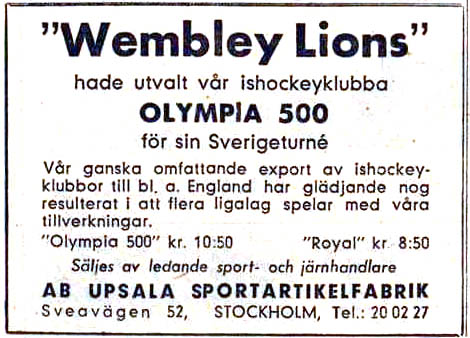 "Wembley Lions"
hade utvalt vår ishockeyklubba
OLYMPIA 500
för sin Sverigeturné
Vår ganska omfattande export av ishockey-
klubbor till bl. a. England har glädjande nog
resulterat i att flera ligalag spelar med våra
tillverkningar.
"Olympia 500" kr. 10:50 "Royal" kr. 8:50
Säljes av ledande sport- och järnhandlare
AB UPSALA SPORTARTIKELFABRIK
Sveavägen 52, STOCKHOLM, Tel.: 20 02 27